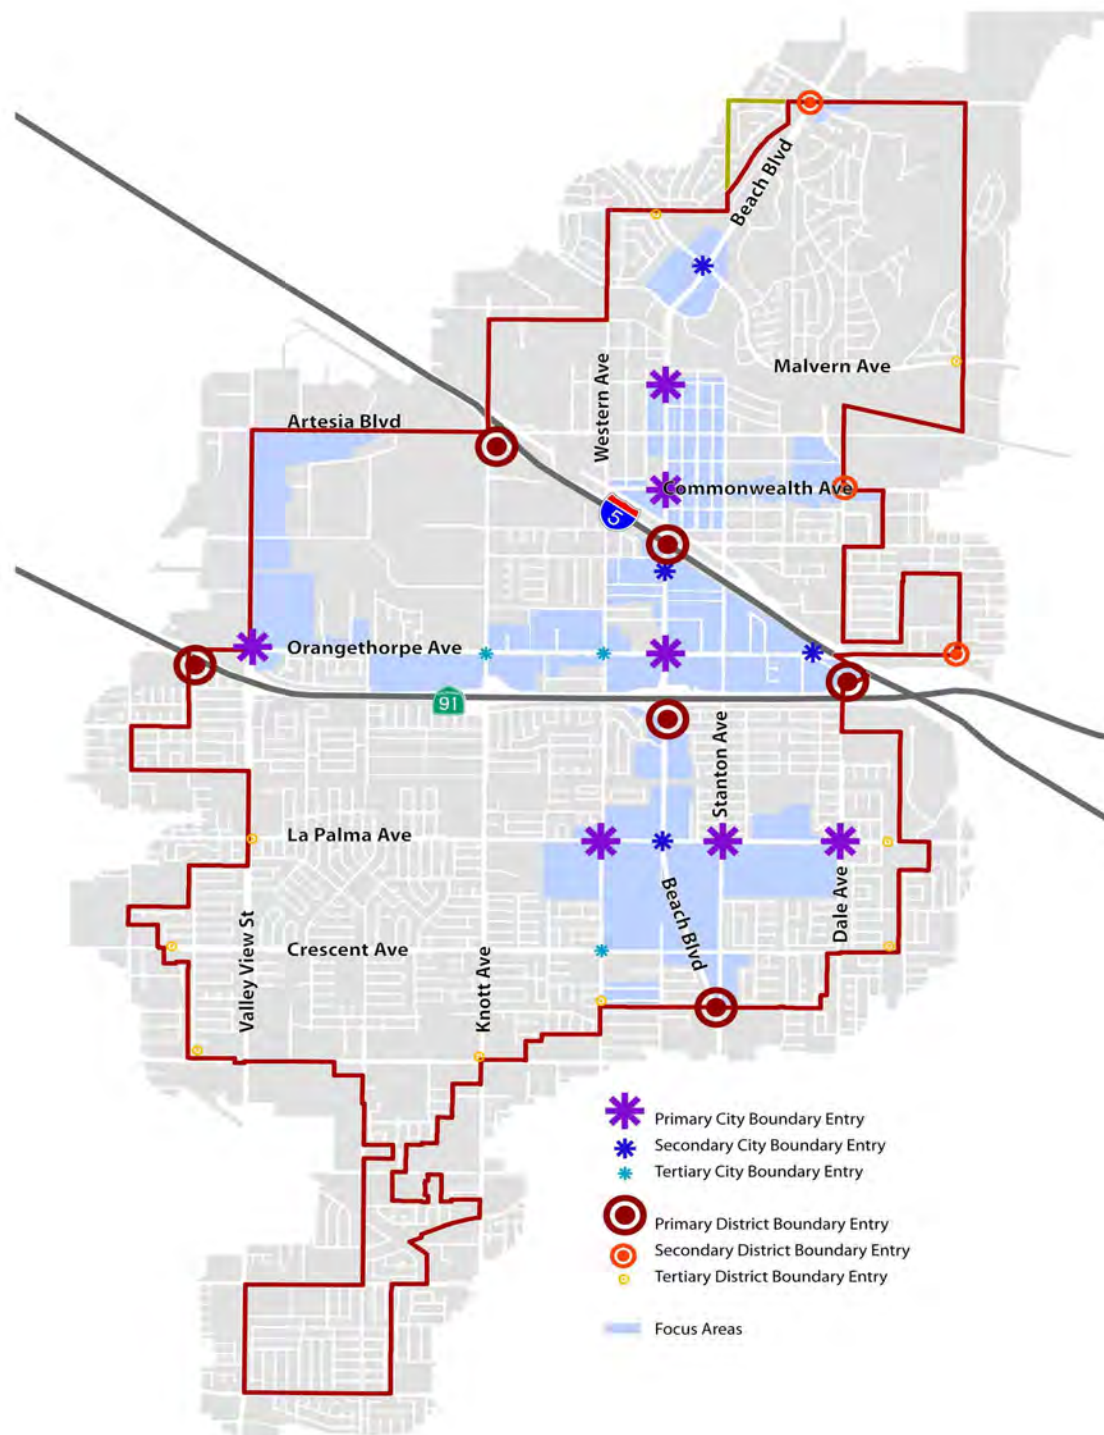 Beach Blvd
Malvern Ave
Western Ave
Artesia Blvd
Commonwealth Ave
5
Orangethorpe Ave
91
Stanton Ave
La Palma Ave
Beach Blvd
Dale Ave
Valley View St
Crescent Ave
Knott Ave
Primary City Boundary Entry
Secondary City Boundary Entry
Tertiary City Boundary Entry
Primary District Boundary Entry
Secondary District Boundary Entry
Tertiary District Boundary Entry
Focus Areas